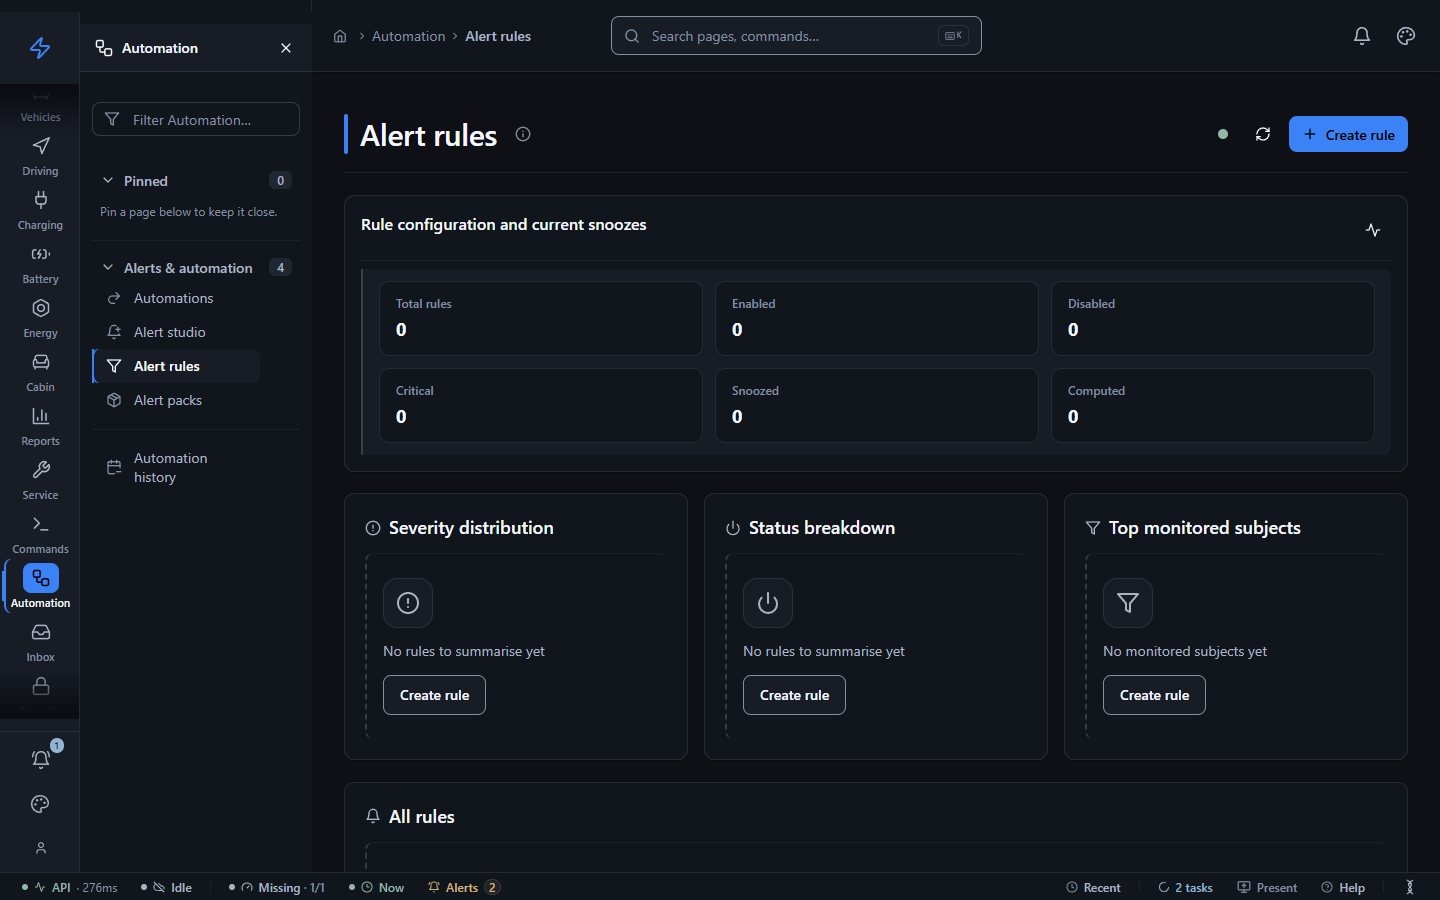 Automation
Automation
Alert rules
Search pages, commands...
K
Vehicles
Driving
Charging
Battery
Energy
Cabin
Reports
Service
Commands
Automation
Inbox
1
Filter Automation...
Pinned
0
Pin a page below to keep it close.
Alerts & automation
4
Automations
Alert studio
Alert rules
Alert packs
Automation
history
Alert rules
Create rule
Rule configuration and current snoozes
Total rules
0
Enabled
0
Disabled
0
Critical
0
Snoozed
0
Computed
0
Severity distribution
No rules to summarise yet
Create rule
Status breakdown
No rules to summarise yet
Create rule
Top monitored subjects
No monitored subjects yet
Create rule
All rules
API · 276ms
Idle
Missing · 1/1
Now
Alerts 2
Recent
2 tasks
Present
Help